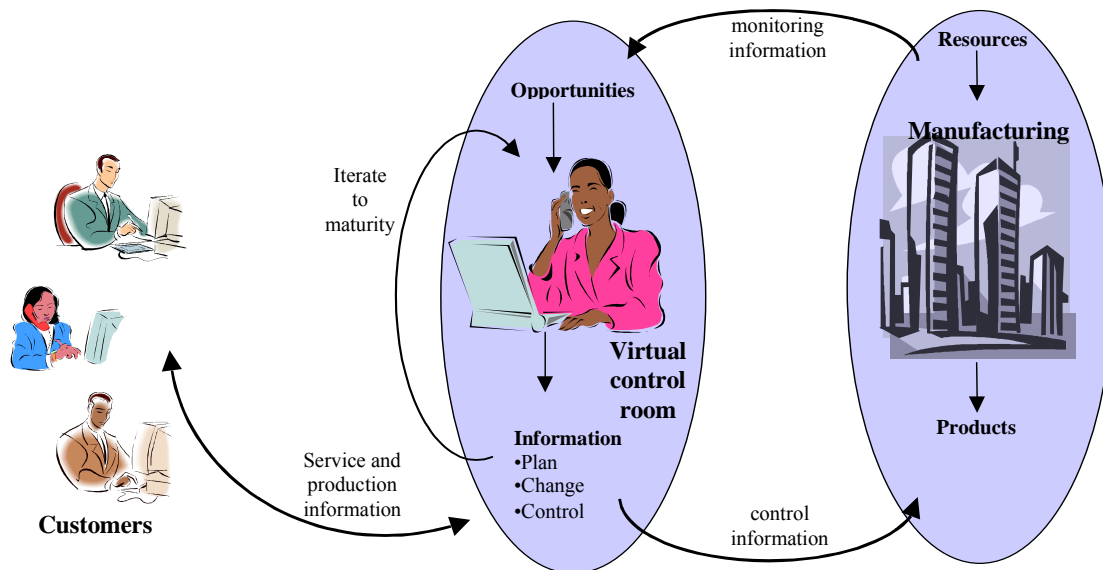 monitoring
information
Resources
Opportunities
Manufacturing
Iterate
to
maturity
Virtual
control
room
Products
Information
•Plan
•Change
•Control
Service and
production
information
control
information
Customers